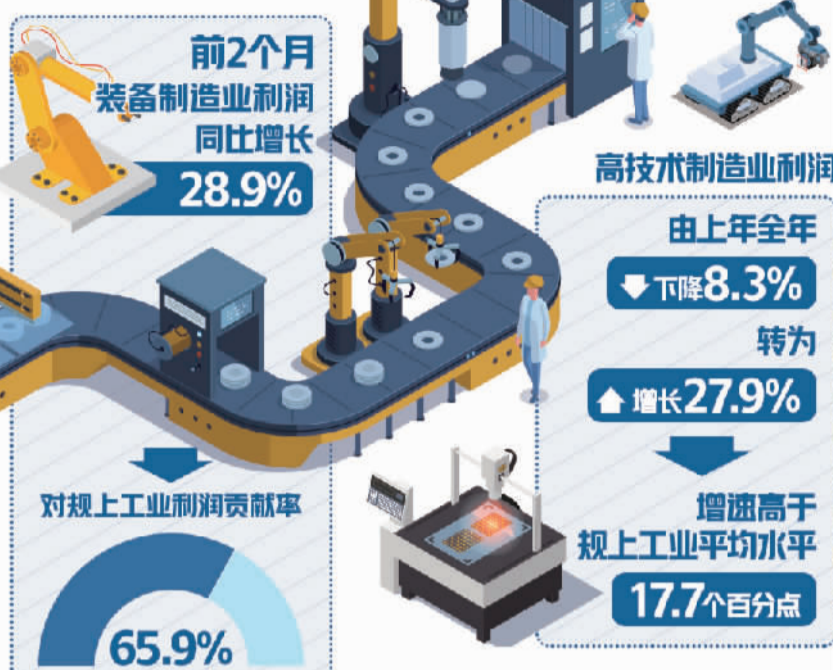 前2个月
装备制造业利润
同比增长
28.9%
对规上工业利润贡献率
65.9%
高技术制造业利润
由上年全年
下降8.3%
转为
增长27.9%
增速高于
规上工业平均水平
17.7个百分点